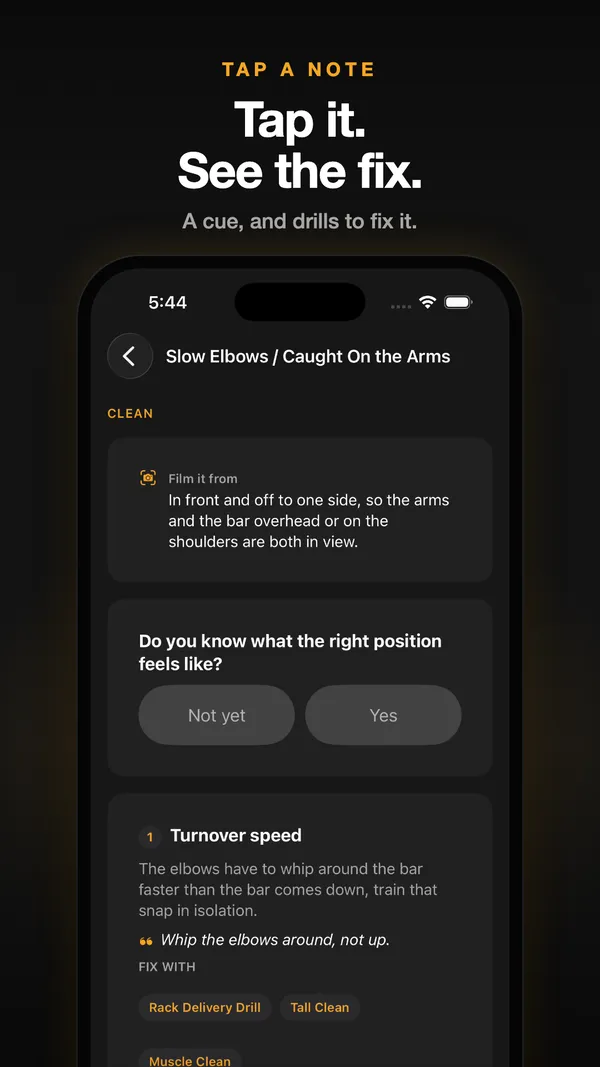 TAP A NOTE
Tap it.
See the fix.
A cue, and drills to fix it.
5:44
Slow Elbows / Caught On the Arms
CLEAN
Film it from
In front and off to one side, so the arms
and the bar overhead or on the
shoulders are both in view.
Do you know what the right position
feels like?
Not yet
Yes
1
Turnover speed
The elbows have to whip around the bar
faster than the bar comes down, train that
snap in isolation.
Whip the elbows around, not up.
FIX WITH
Rack Delivery Drill
Tall Clean
Muscle Clean